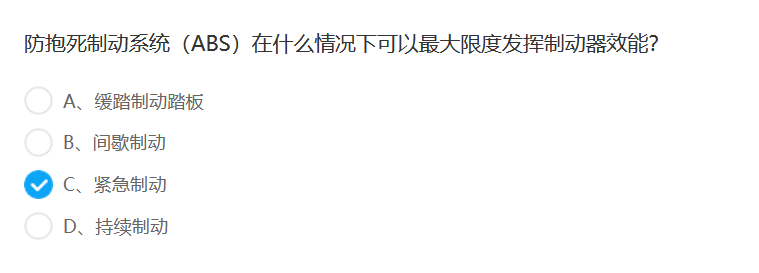 防抱死制动系统（ABS）在什么情况下可以最大限度发挥制动器效能?
A、缓踏制动踏板
B、间歇制动
C、紧急制动
D、持续制动